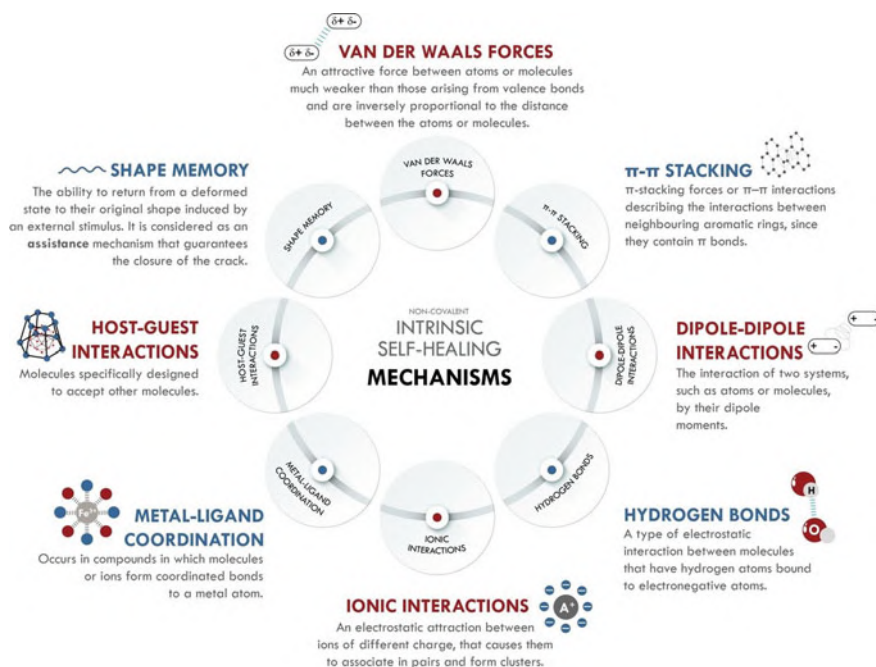 δ+ δ-
δ+ δ-
VAN DER WAALS FORCES
An attractive force between atoms or molecules
much weaker than those arising from valence bonds
and are inversely proportional to the distance
between the atoms or molecules.
π-π STACKING
π-stacking forces or π–π interactions
describing the interactions between
neighbouring aromatic rings, since
they contain π bonds.
DIPOLE-DIPOLE
INTERACTIONS
+ -
+ -
The interaction of two systems,
such as atoms or molecules,
by their dipole
moments.
HYDROGEN BONDS
H
O
A type of electrostatic
interaction between molecules
that have hydrogen atoms bound
to electronegative atoms.
IONIC INTERACTIONS
A+
An electrostatic attraction between
ions of different charge, that causes them
to associate in pairs and form clusters.
Fe3+
METAL-LIGAND
COORDINATION
Occurs in compounds in which molecules
or ions form coordinated bonds
to a metal atom.
HOST-GUEST
INTERACTIONS
Molecules specifically designed
to accept other molecules.
SHAPE MEMORY
The ability to return from a deformed
state to their original shape induced by
an external stimulus. It is considered as an
assistance mechanism that guarantees
the closure of the crack.
VAN DER WAALS
FORCES
π-π STACKING
DIPOLE-DIPOLE
INTERACTIONS
HYDROGEN BONDS
IONIC
INTERACTIONS
METAL-LIGAND
COORDINATION
HOST-GUEST
INTERACTIONS
SHAPE MEMORY
NON-COVALENT
INTRINSIC
SELF-HEALING
MECHANISMS